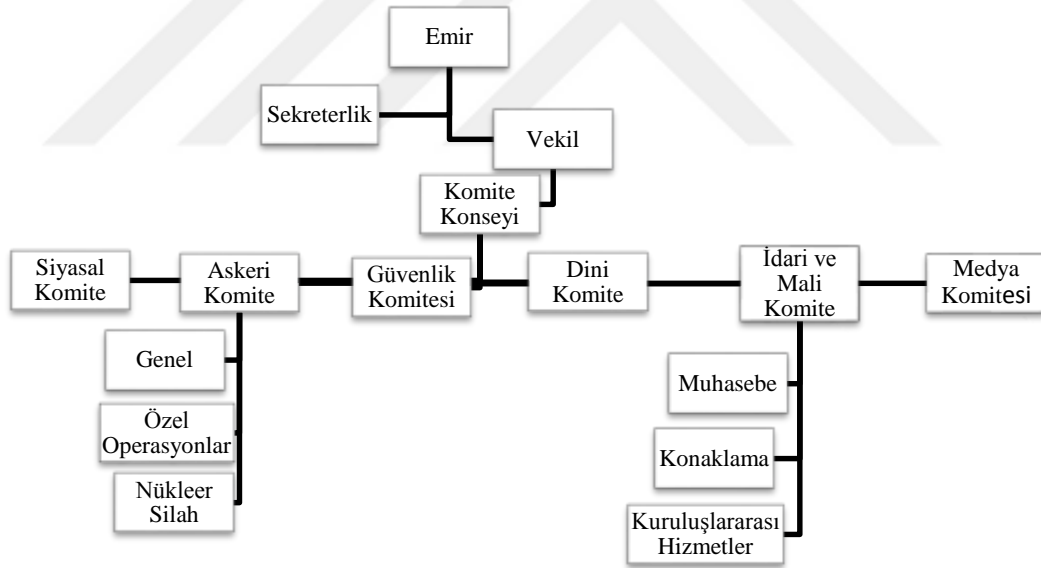 Emir
Sekreterlik
Vekil
Komite
Konseyi
Siyasal
Komite
Askeri
Komite
Güvenlik
Komitesi
Dini
Komite
İdari ve
Mali
Komite
Medya
Komitesi
Genel
Özel
Operasyonlar
Nükleer
Silah
Muhasebe
Konaklama
Kuruluşlararası
Hizmetler